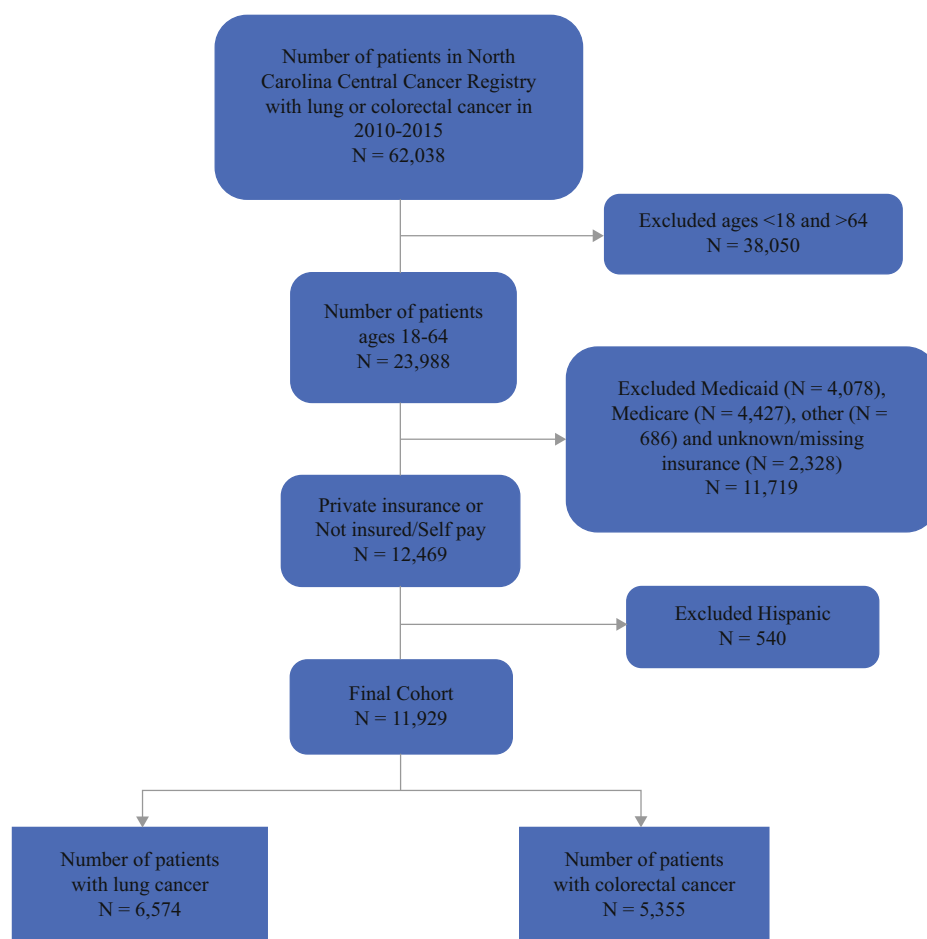 Number of patients in North
Carolina Central Cancer Registry
with lung or colorectal cancer in
2010-2015
N = 62,038
Excluded ages <18 and >64
N = 38,050
Number of patients
ages 18-64
N = 23,988
Excluded Medicaid (N = 4,078),
Medicare (N = 4,427), other (N =
686) and unknown/missing
insurance (N = 2,328)
N = 11,719
Private insurance or
Not insured/Self pay
N = 12,469
Excluded Hispanic
N = 540
Final Cohort
N = 11,929
Number of patients
with lung cancer
N = 6,574
Number of patients
with colorectal cancer
N = 5,355